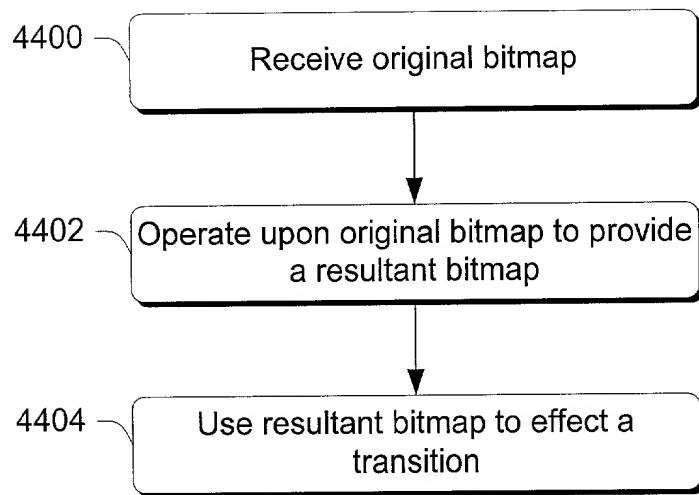 4400
Receive original bitmap
4402
Operate upon original bitmap to provide
a resultant bitmap
4404
Use resultant bitmap to effect a
transition